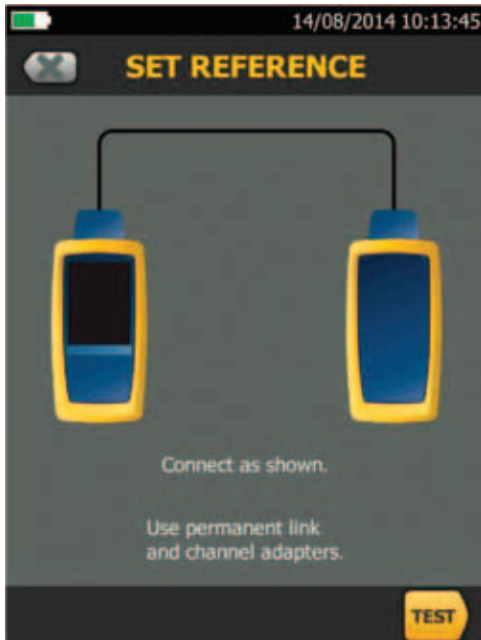 14/08/2014 10:13:45
SET REFERENCE
Connect as shown.
Use permanent link
and channel adapters.
TEST